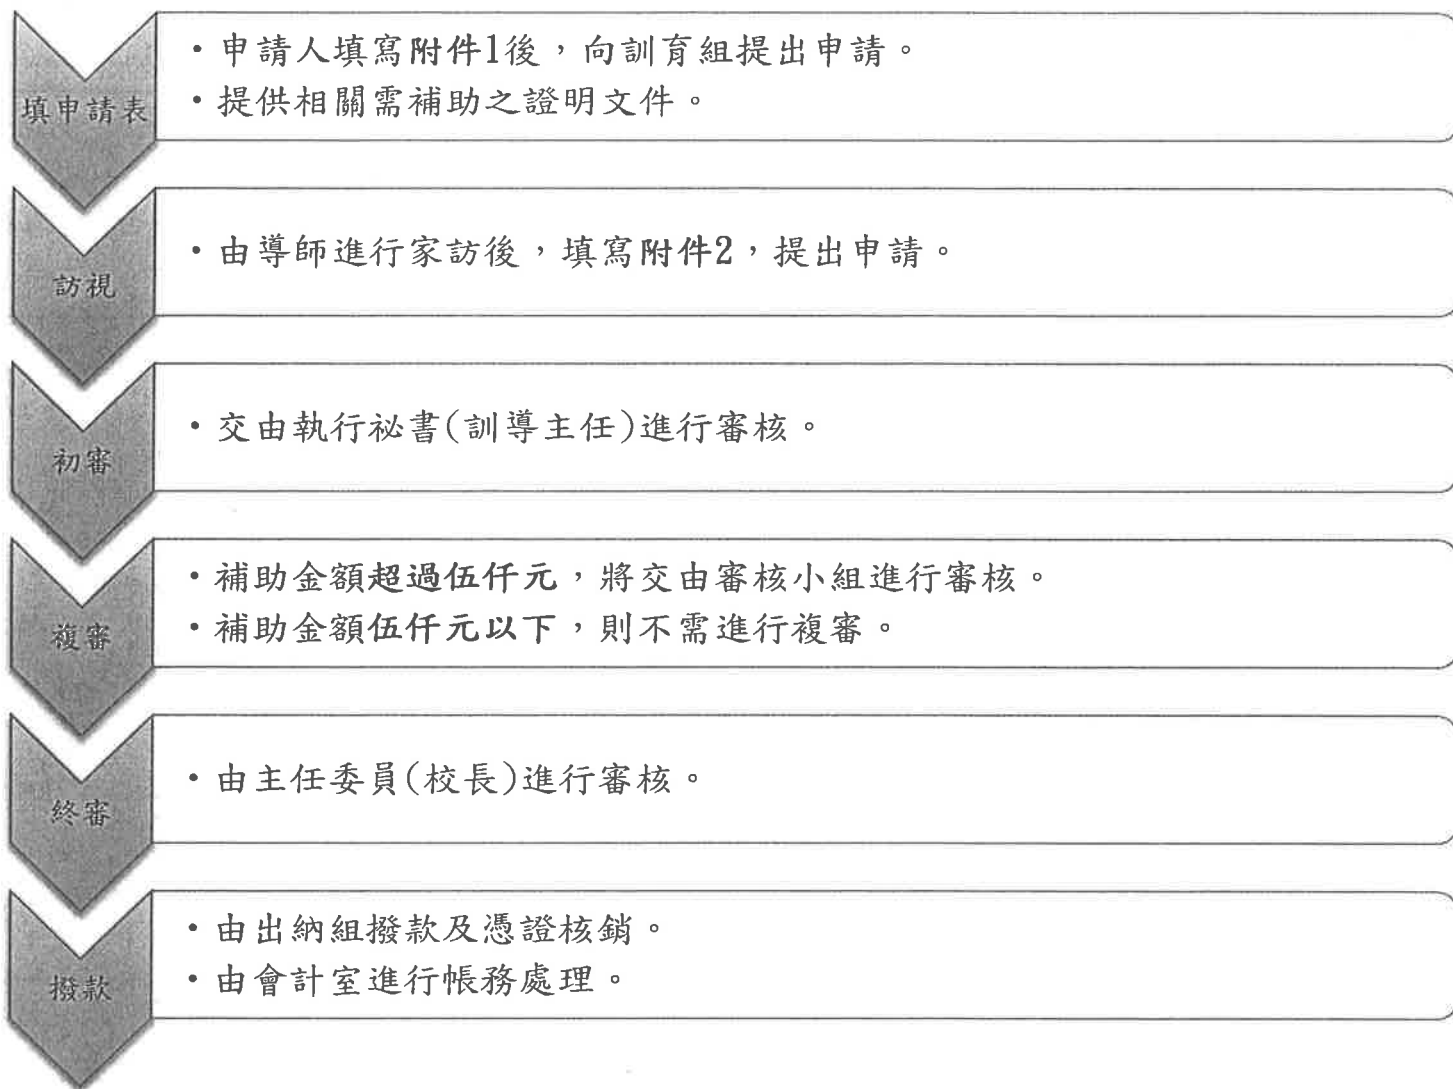 填申請表
・申請人填寫附件1後，向訓育組提出申請。
・提供相關需補助之證明文件。
訪視
・由導師進行家訪後，填寫附件2，提出申請。
初審
・交由執行祕書(訓導主任)進行審核。
複審
・補助金額超過伍仟元，將交由審核小組進行審核。
・補助金額伍仟元以下，則不需進行複審。
終審
・由主任委員(校長)進行審核。
撥款
・由出納組撥款及憑證核銷。
・由會計室進行帳務處理。